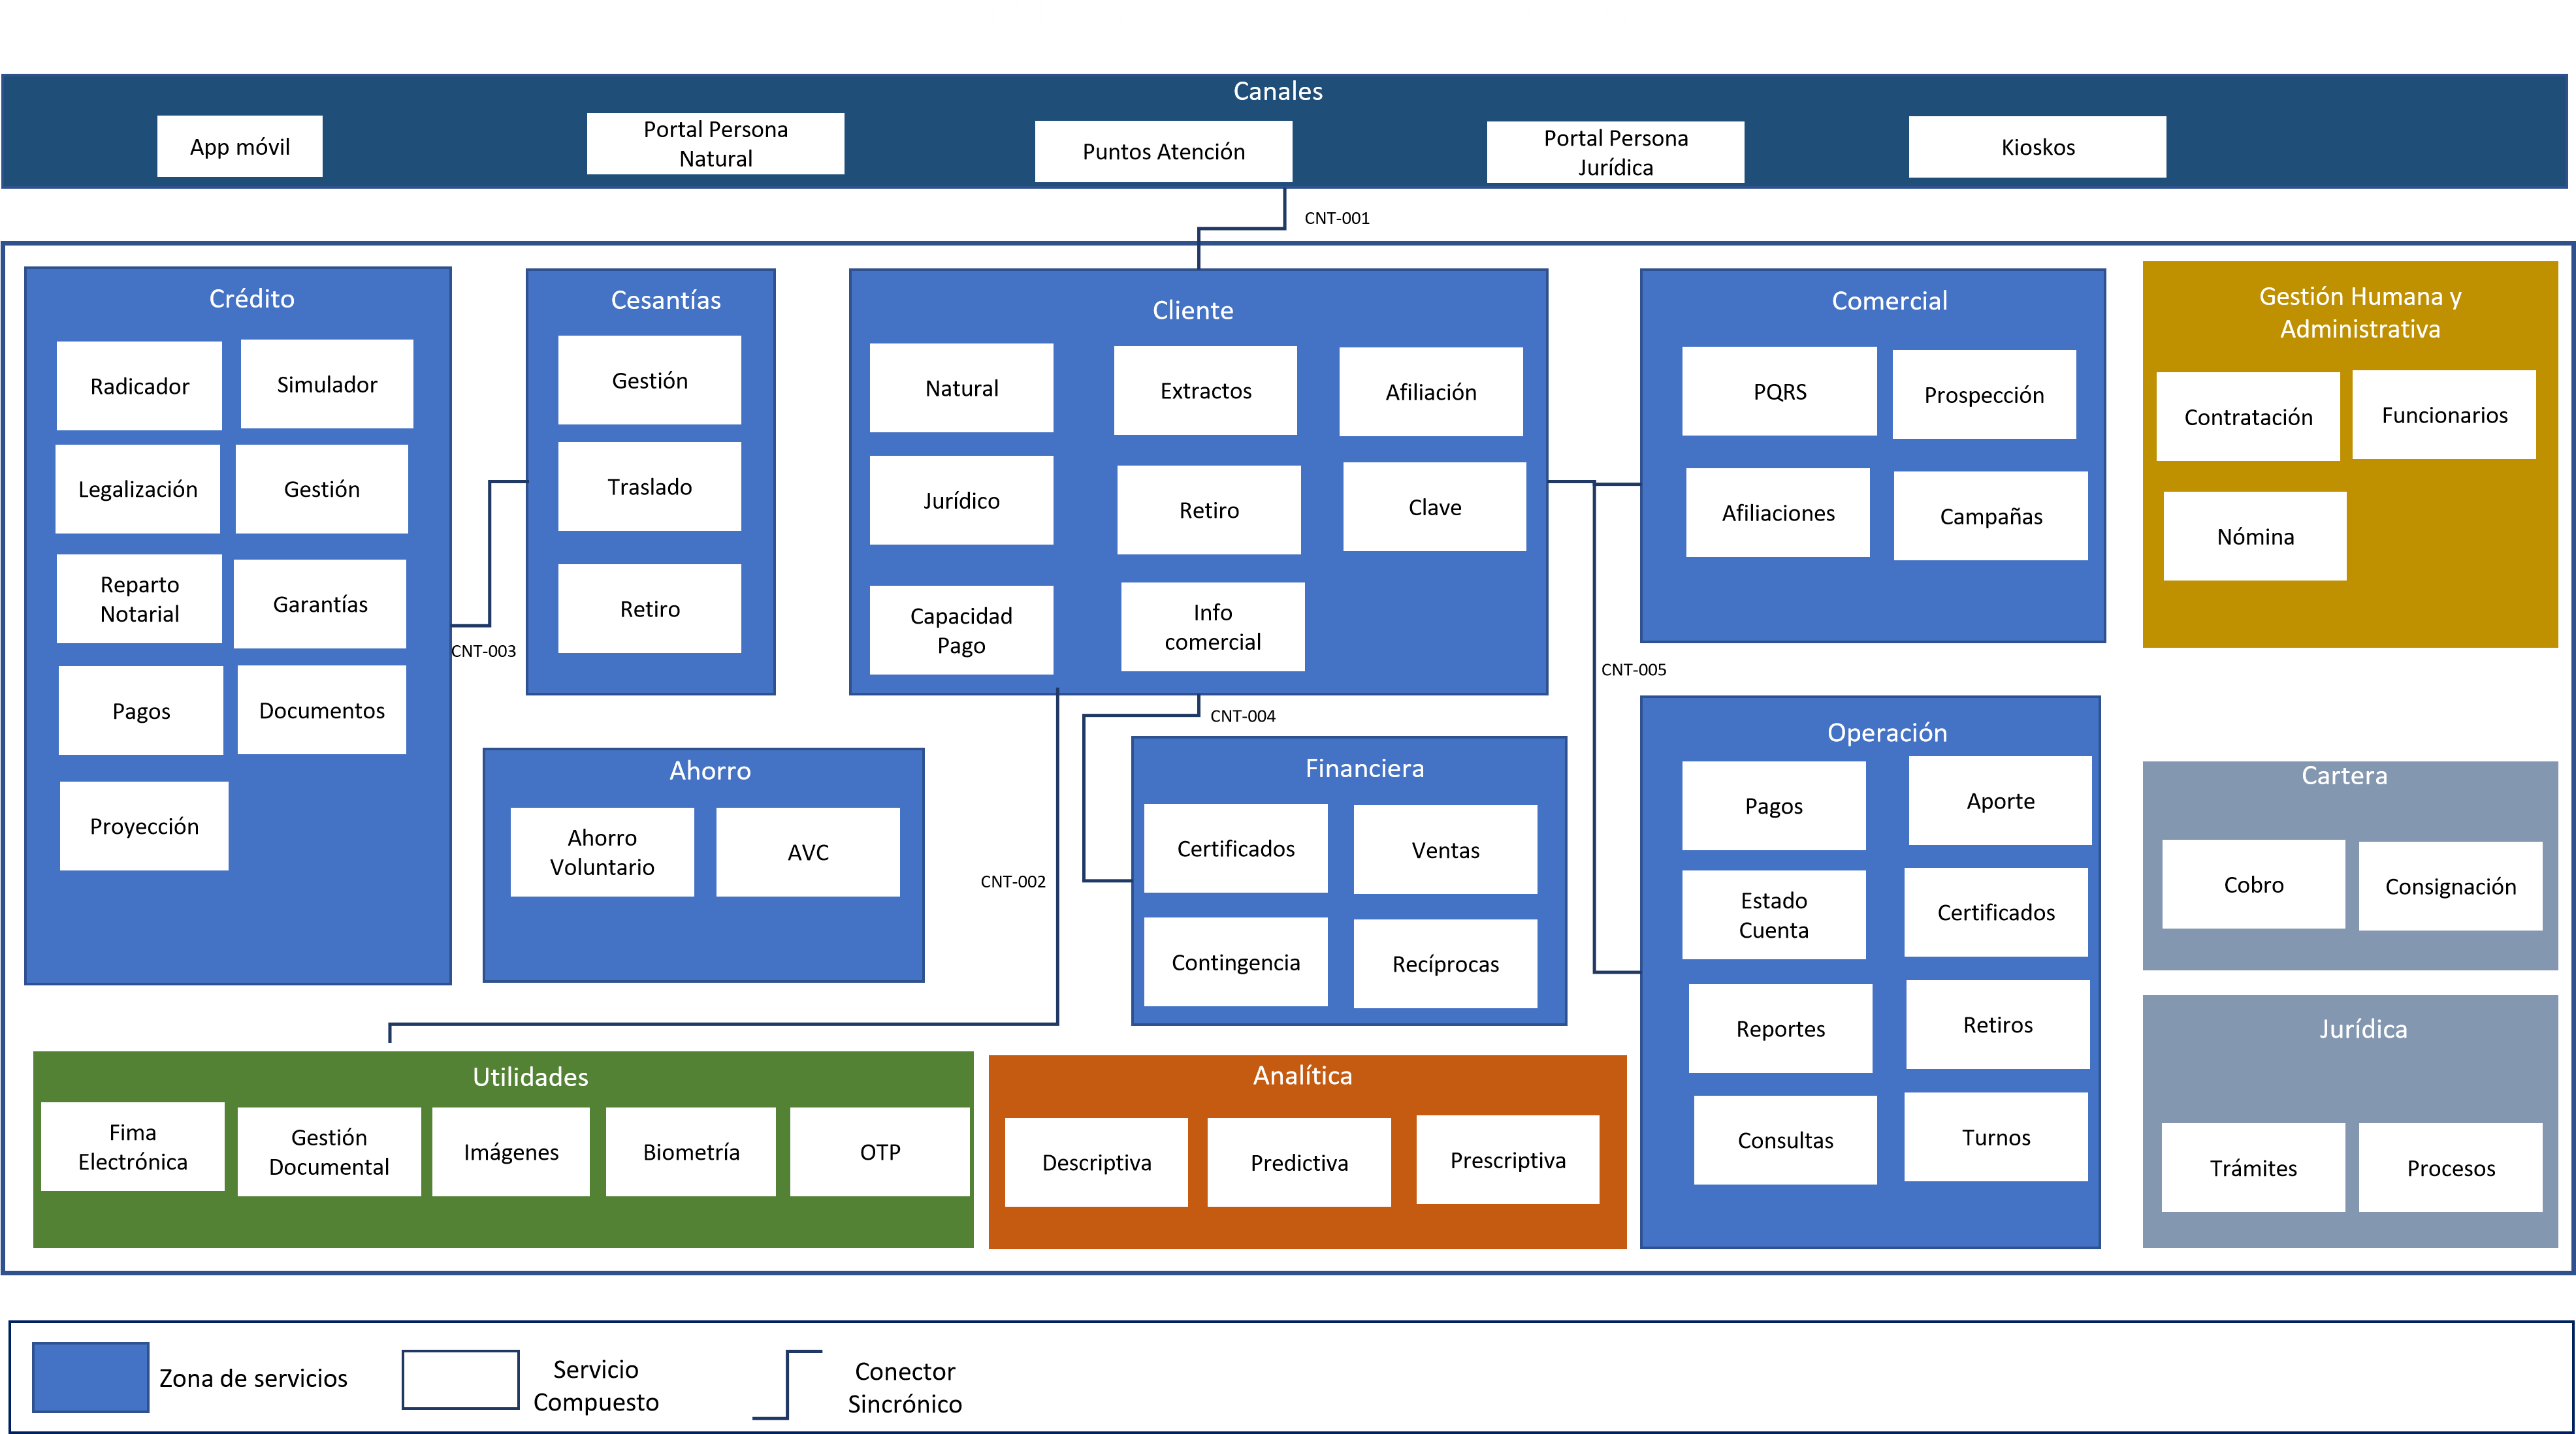 Canales
App móvil
Portal Persona
Natural
Puntos Atención
Portal Persona
Jurídica
Kioskos
CNT-001
Crédito
Radicador
Simulador
Legalización
Gestión
Reparto
Notarial
Garantías
Pagos
Documentos
Proyección
CNT-003
Cesantías
Gestión
Traslado
Retiro
Cliente
Natural
Extractos
Afiliación
Jurídico
Retiro
Clave
Capacidad
Pago
Info
comercial
Comercial
PQRS
Prospección
Afiliaciones
Campañas
CNT-005
Gestión Humana y
Administrativa
Contratación
Funcionarios
Nómina
CNT-004
CNT-002
Ahorro
Ahorro
Voluntario
AVC
Financiera
Certificados
Ventas
Contingencia
Recíprocas
Operación
Pagos
Aporte
Estado
Cuenta
Certificados
Reportes
Retiros
Consultas
Turnos
Cartera
Cobro
Consignación
Jurídica
Trámites
Procesos
Utilidades
Fima
Electrónica
Gestión
Documental
Imágenes
Biometría
OTP
Analítica
Descriptiva
Predictiva
Prescriptiva
Zona de servicios
Servicio
Compuesto
Conector
Sincrónico